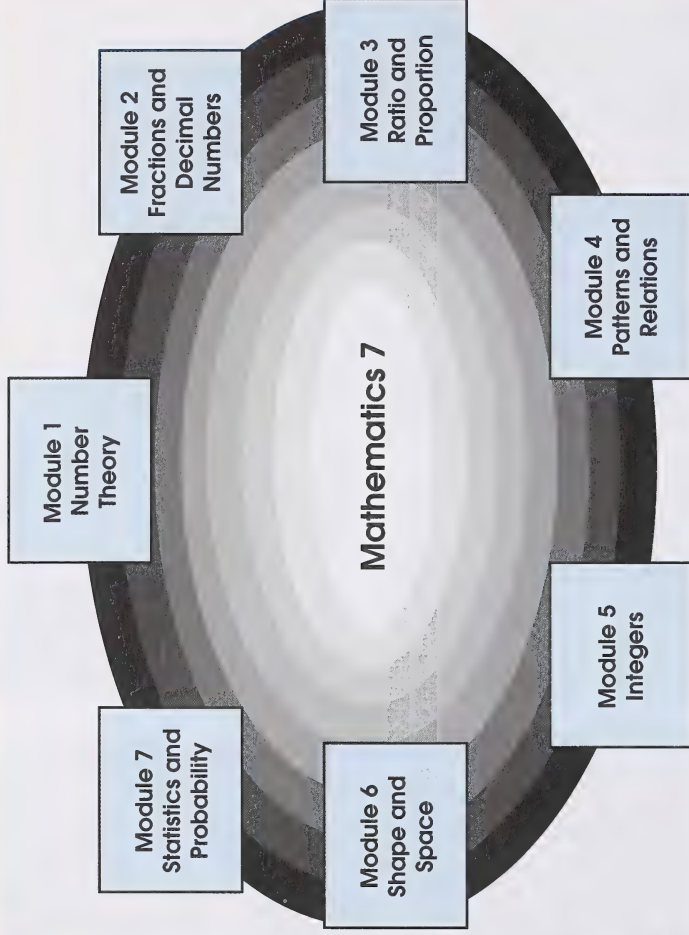 Module 1
Number
Theory
Module 2
Fractions and
Decimal
Numbers
Module 3
Ratio and
Proportion
Module 4
Patterns and
Relations
Module 5
Integers
Module 6
Shape and
Space
Module 7
Statistics and
Probability
Mathematics 7